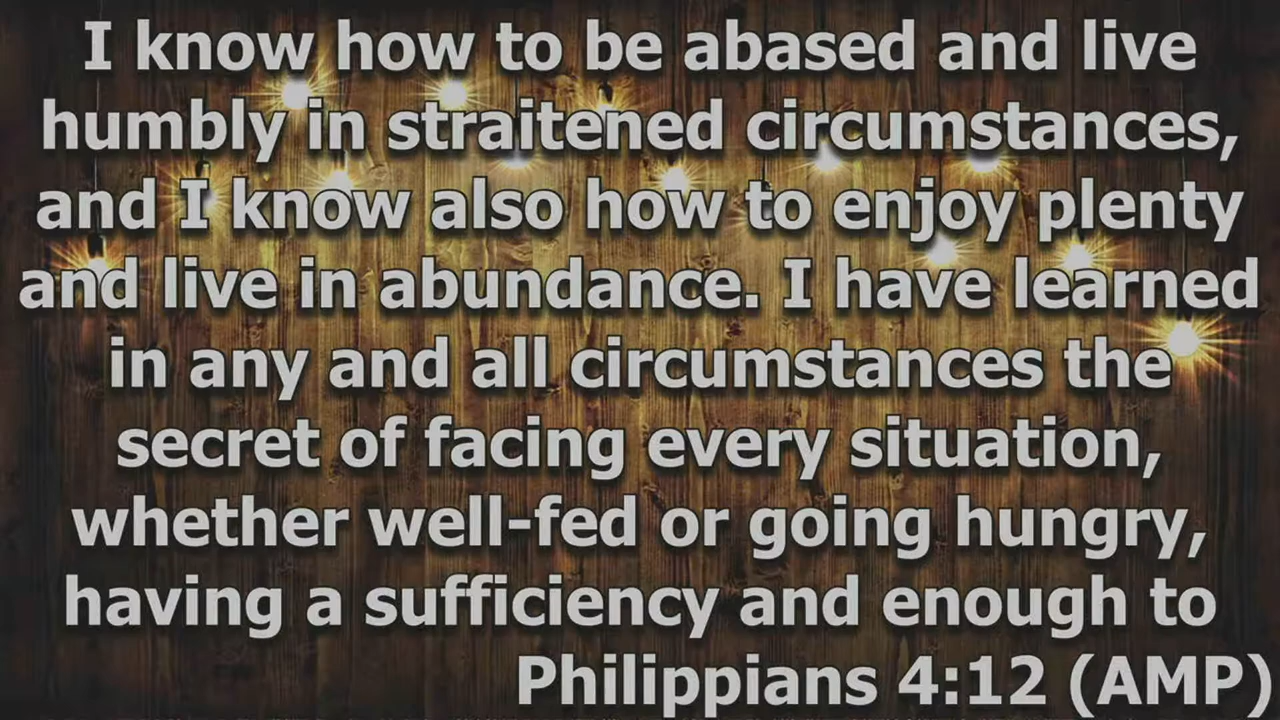 I know how to be abased and live
humbly in straitened circumstances,
and I know also how to enjoy plenty
and live in abundance. I have learned
in any and all circumstances the
secret of facing every situation,
whether well-fed or going hungry,
having a sufficiency and enough to
Philippians 4:12 (AMP)